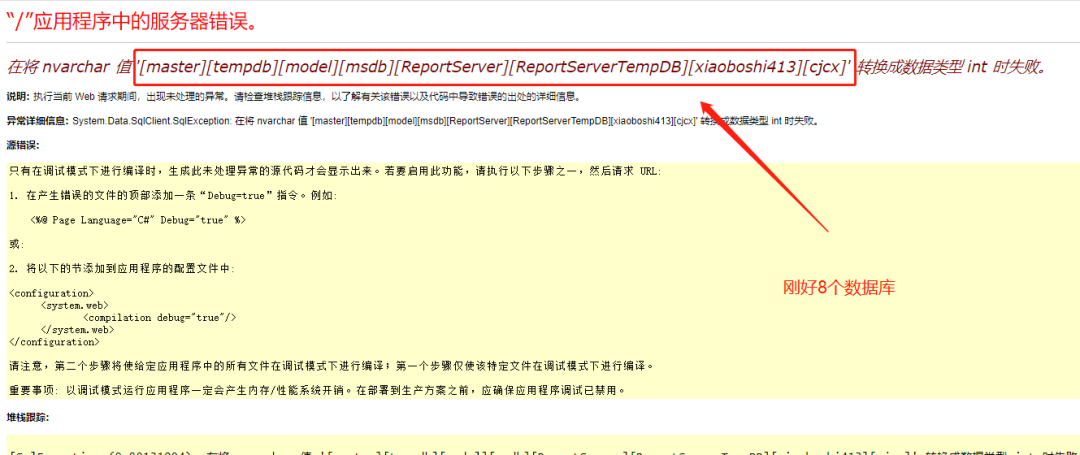 “/”应用程序中的服务器错误。
在将 nvarchar 值 '[master][tempdb][model][msdb][ReportServer][ReportServerTempDB][xiaoboshi413][cjcx]' 转换成数据类型 int 时失败。
说明: 执行当前 Web 请求期间，出现未处理的异常。请检查堆栈跟踪信息，以了解有关该错误以及代码中导致错误的出处的详细信息。
异常详细信息: System.Data.SqlClient.SqlException: 在将 nvarchar 值 '[master][tempdb][model][msdb][ReportServer][ReportServerTempDB][xiaoboshi413][cjcx]' 转换成数据类型 int 时失败。
源错误:
只有在调试模式下进行编译时，生成此未处理异常的源代码才会显示出来。若要启用此功能，请执行以下步骤之一，然后请求 URL:
1. 在产生错误的文件的顶部添加一条“Debug=true”指令。例如:
<%@ Page Language="C#" Debug="true" %>
或:
2. 将以下的节添加到应用程序的配置文件中:
<configuration>
<system.web>
<compilation debug="true"/>
</system.web>
</configuration>
刚好8个数据库
请注意，第二个步骤将使给定应用程序中的所有文件在调试模式下进行编译；第一个步骤仅使该特定文件在调试模式下进行编译。
重要事项: 以调试模式运行应用程序一定会产生内存/性能系统开销。在部署到生产方案之前，应确保应用程序调试已禁用。
堆栈跟踪: